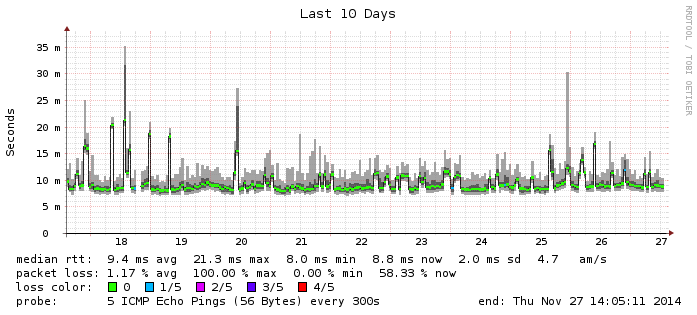 Last 10 Days
RRDTOOL / TOBI OETIKER
Seconds
35 m
30 m
25 m
20 m
15 m
10 m
5 m
0
18 19 20 21 22 23 24 25 26 27
median rtt: 9.4 ms avg 21.3 ms max 8.0 ms min 8.8 ms now 2.0 ms sd 4.7 am/s
packet loss: 1.17 % avg 100.00 % max 0.00 % min 58.33 % now
loss color: 0 1/5 2/5 3/5 4/5
probe: 5 ICMP Echo Pings (56 Bytes) every 300s end: Thu Nov 27 14:05:11 2014